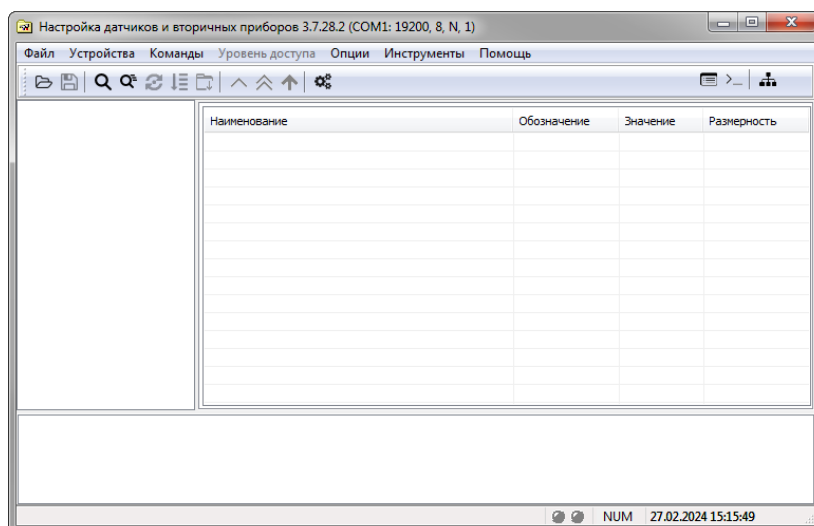 Настройка датчиков и вторичных приборов 3.7.28.2 (COM1: 19200, 8, N, 1)
Файл Устройства Команды Уровень доступа Опции Инструменты Помощь
Наименование Обозначение Значение Размерность
NUM 27.02.2024 15:15:49